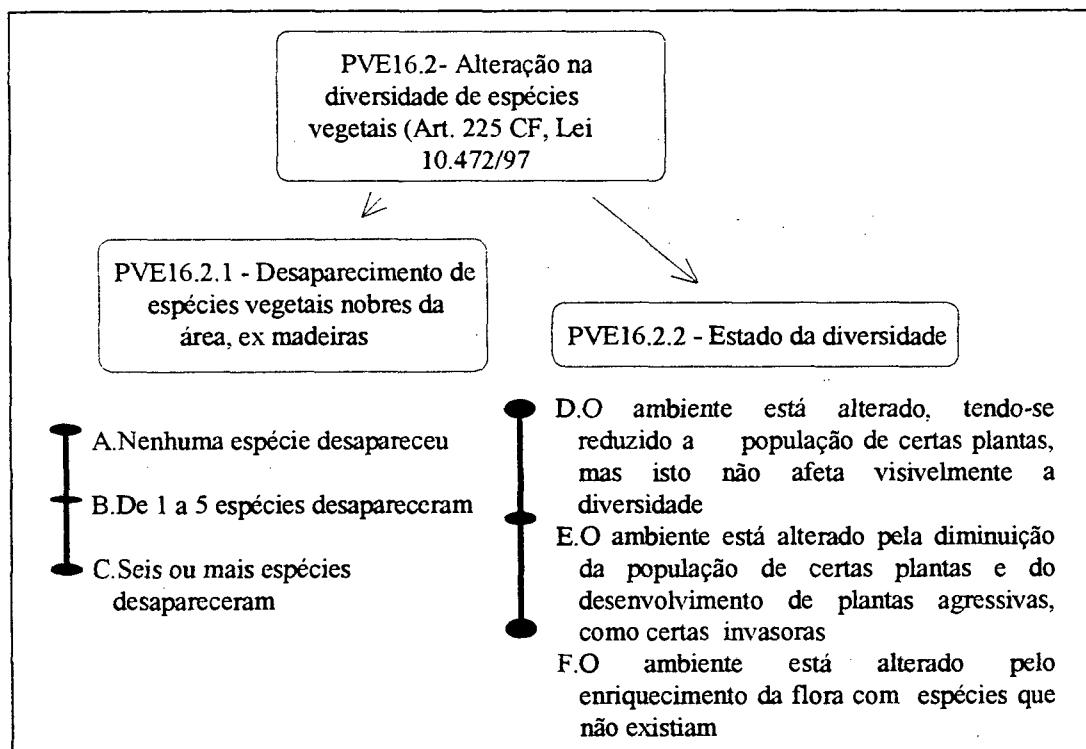 PVE16.2- Alteração na
diversidade de espécies
vegetais (Art. 225 CF, Lei
10.472/97
PVE16.2.1 - Desaparecimento de
espécies vegetais nobres da
área, ex madeiras
PVE16.2.2 - Estado da diversidade
A.Nenhuma espécie desapareceu
B.De 1 a 5 espécies desapareceram
C.Seis ou mais espécies
desapareceram
D.O ambiente está alterado, tendo-se
reduzido a população de certas plantas,
mas isto não afeta visivelmente a
diversidade
E.O ambiente está alterado pela diminuição
da população de certas plantas e do
desenvolvimento de plantas agressivas,
como certas invasoras
F.O ambiente está alterado pelo
enriquecimento da flora com espécies que
não existiam